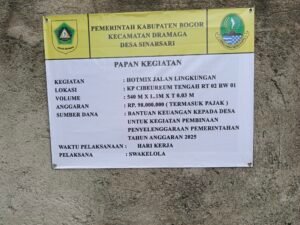 PEMERINTAH KABUPATEN BOGOR
KECAMATAN DRAMAGA
DESA SINARSARI
PAPAN KEGIATAN
KEGIATAN : HOTMIX JALAN LINGKUNGAN
LOKASI : KP CIBEUREUM TENGAH RT 02 RW 01
VOLUME : 540 M X 1,1M X T 0.03 M
ANGGARAN : RP. 98.000.000 ( TERMASUK PAJAK )
SUMBER DANA : BANTUAN KEUANGAN KEPADA DESA
UNTUK KEGIATAN PEMBINAAN
PENYELENGGARAAN PEMERINTAHAN
TAHUN ANGGARAN 2025
WAKTU PELAKSANAAN : HARI KERJA
PELAKSANA : SWAKELOLA